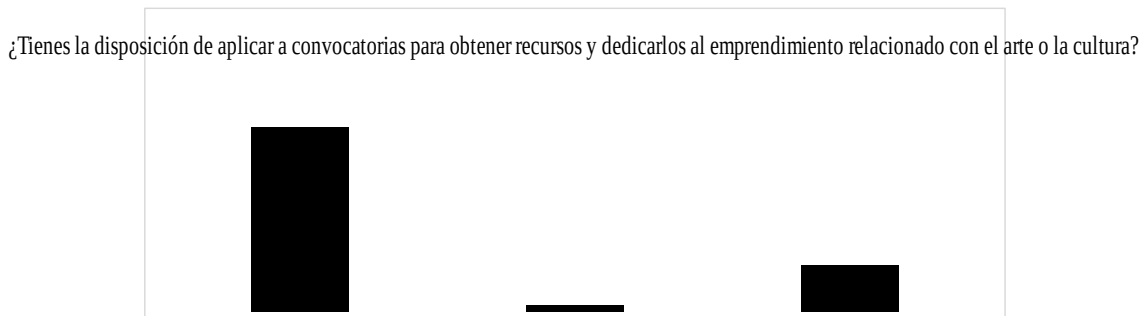 ¿Tienes la disposición de aplicar a convocatorias para obtener recursos y dedicarlos al emprendimiento relacionado con el arte o la cultura?